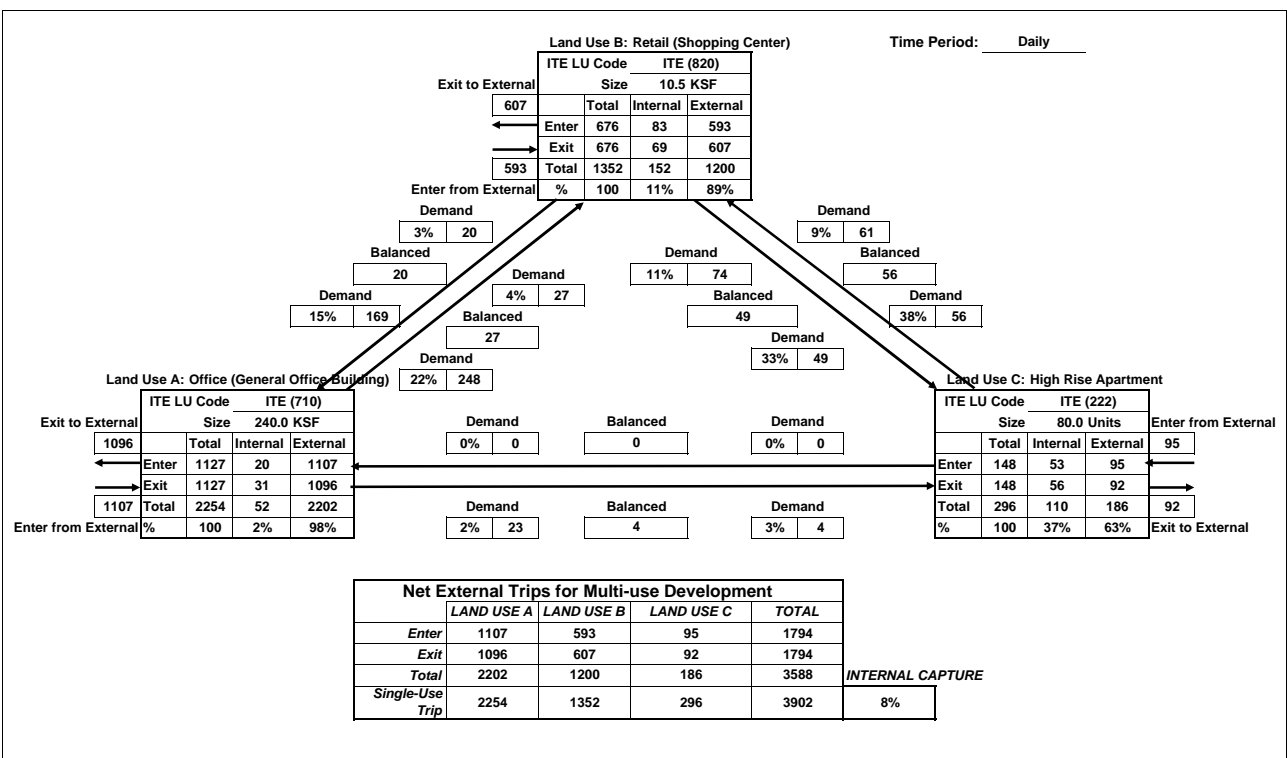 Land Use B: Retail (Shopping Center)
Time Period: Daily
ITE LU Code ITE (820)
Exit to External Size 10.5 KSF
607 Total Internal External
Enter 676 83 593
Exit 676 69 607
593 Total 1352 152 1200
Enter from External % 100 11% 89%
Demand
3% 20
Balanced
20
Demand
15% 169
Demand
4% 27
Balanced
27
Demand
22% 248
Demand
11% 74
Balanced
49
Demand
33% 49
Demand
9% 61
Balanced
56
Demand
38% 56
Land Use A: Office (General Office Building)
ITE LU Code ITE (710)
Exit to External Size 240.0 KSF
1096 Total Internal External
Enter 1127 20 1107
Exit 1127 31 1096
1107 Total 2254 52 2202
Enter from External % 100 2% 98%
Demand Balanced Demand
0% 0 0 0% 0
Demand Balanced Demand
2% 23 4 3% 4
Land Use C: High Rise Apartment
ITE LU Code ITE (222)
Size 80.0 Units Enter from External
Total Internal External 95
Enter 148 53 95
Exit 148 56 92
Total 296 110 186 92
% 100 37% 63% Exit to External
Net External Trips for Multi-use Development
LAND USE A LAND USE B LAND USE C TOTAL
Enter 1107 593 95 1794
Exit 1096 607 92 1794
Total 2202 1200 186 3588 INTERNAL CAPTURE
Single-Use
Trip 2254 1352 296 3902 8%